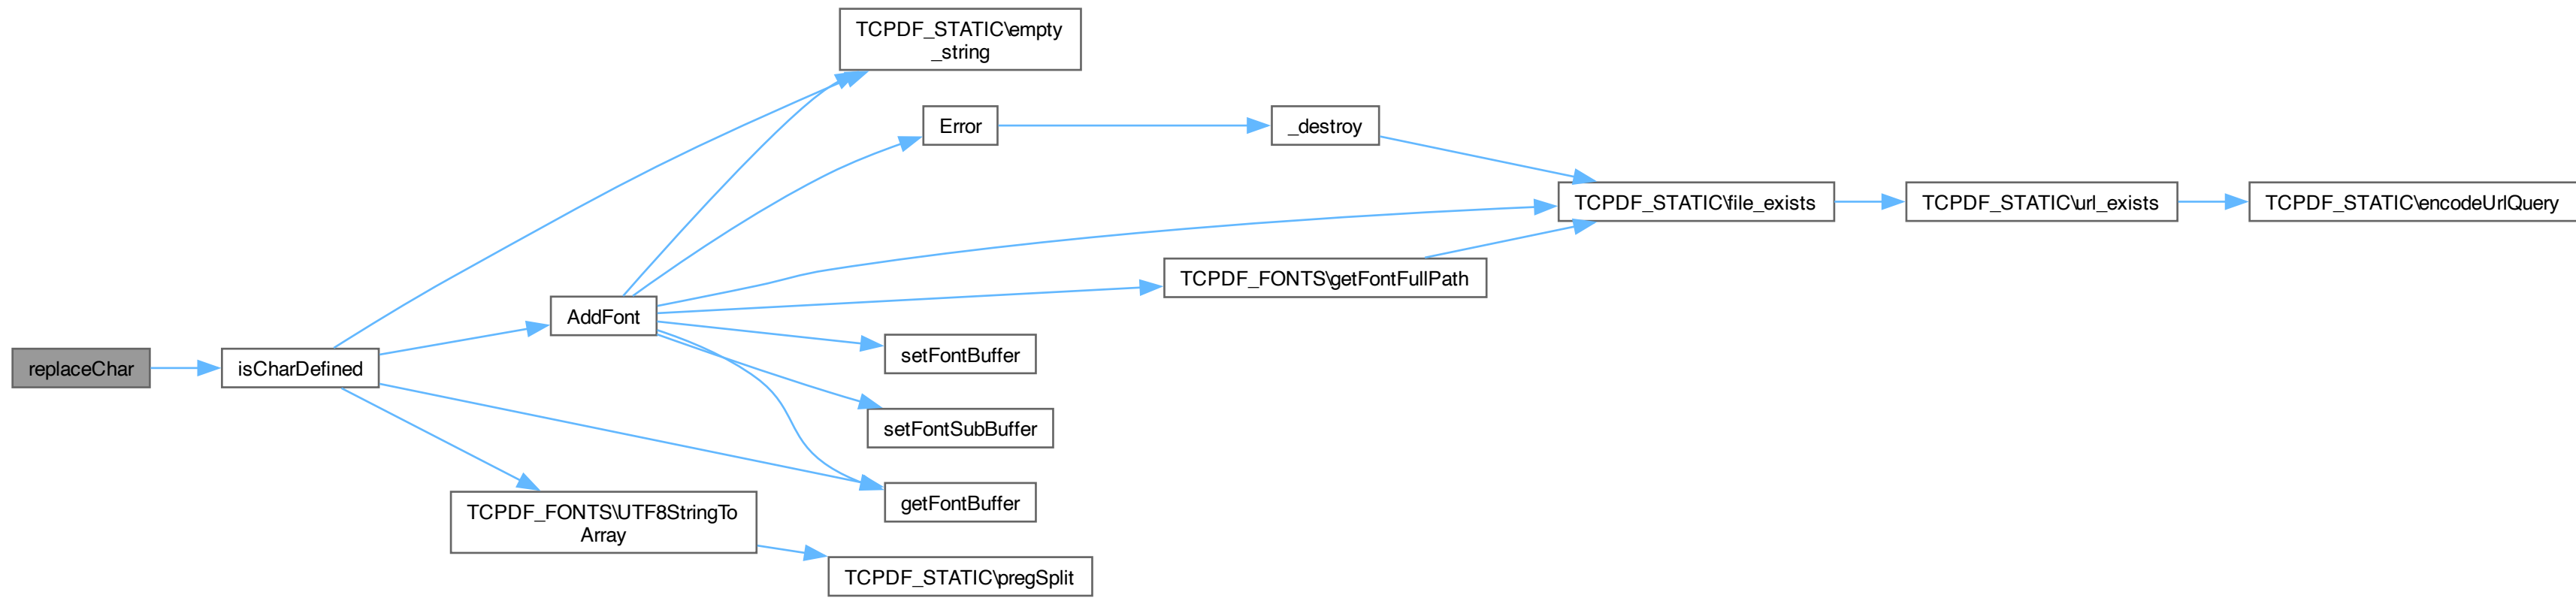 TCPDF_STATIC\empty
_string
Error
_destroy
TCPDF_STATIC\file_exists
TCPDF_STATIC\url_exists
TCPDF_STATIC\encodeUrlQuery
TCPDF_FONTS\getFontFullPath
AddFont
setFontBuffer
replaceChar
isCharDefined
setFontSubBuffer
getFontBuffer
TCPDF_FONTS\UTF8StringTo
Array
TCPDF_STATIC\pregSplit